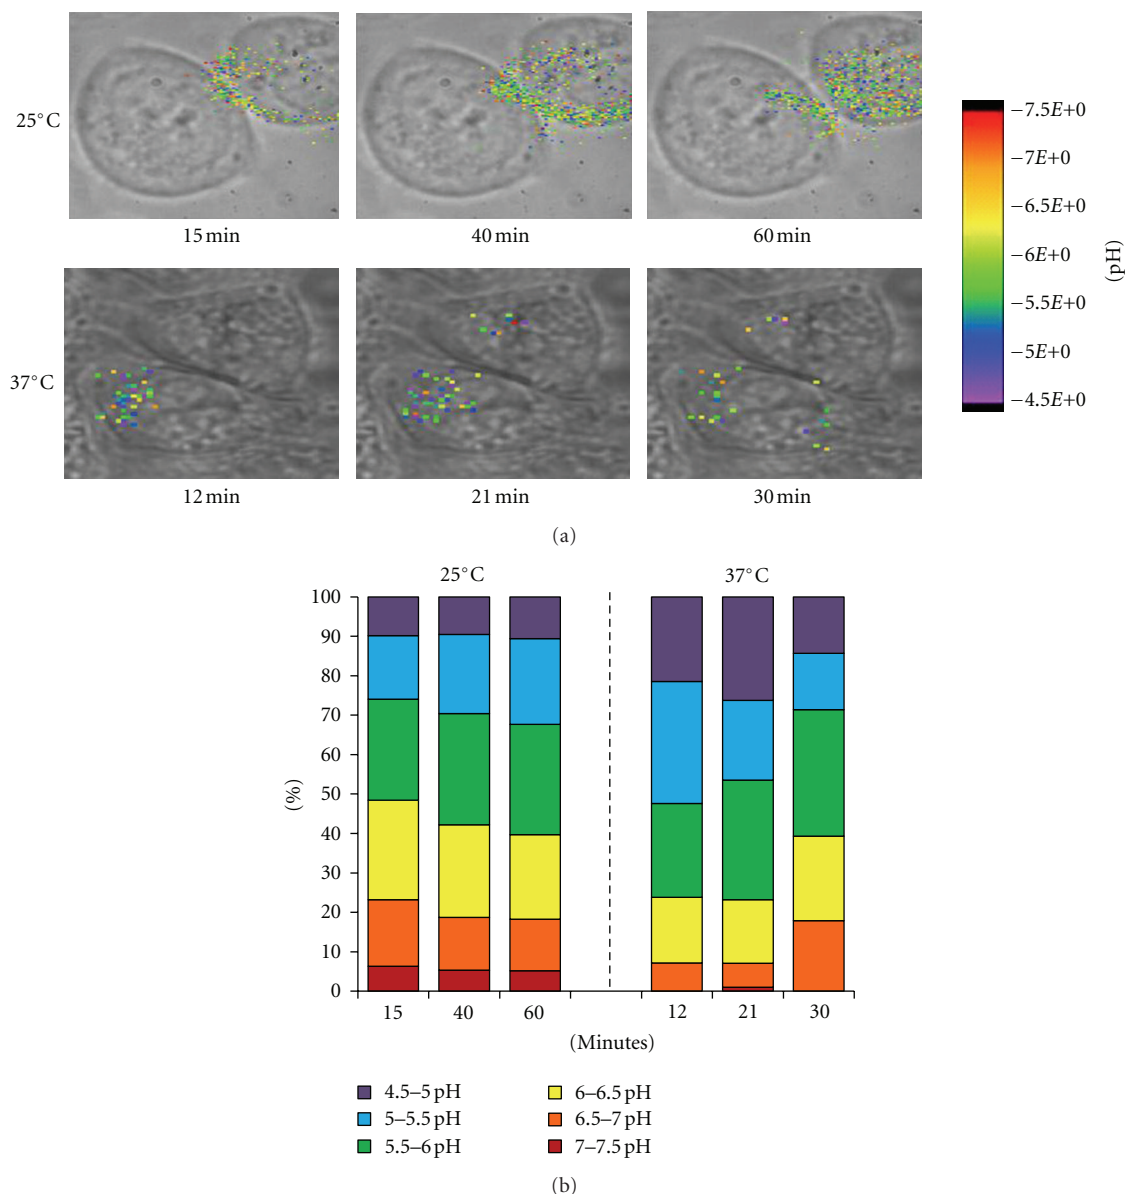 25°C
15 min
40 min
60 min
−7.5E+0
−7E+0
−6.5E+0
−6E+0
−5.5E+0
−5E+0
−4.5E+0
(pH)
37°C
12 min
21 min
30 min
(a)
25°C
37°C
100
90
80
70
60
50
40
30
20
10
0
(%)
15
40
60
12
21
30
(Minutes)
4.5–5 pH
5–5.5 pH
5.5–6 pH
6–6.5 pH
6.5–7 pH
7–7.5 pH
(b)